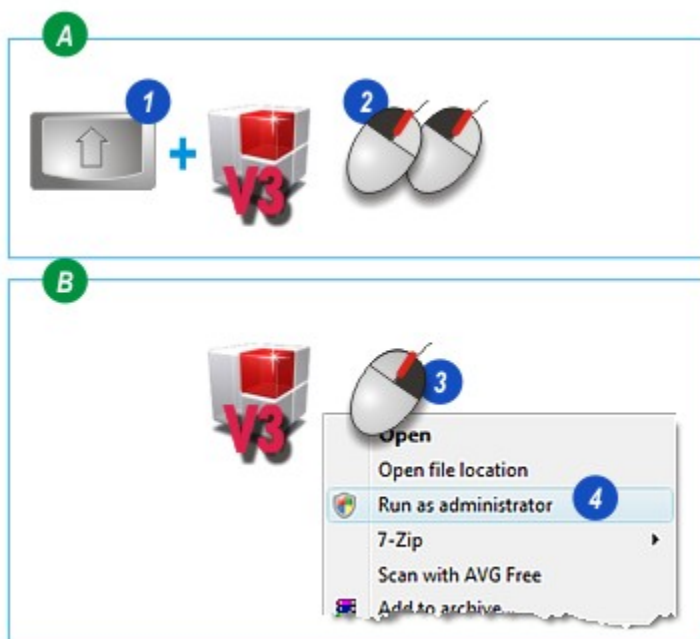 A
1
2
+
V3
B
V3
3
Open
Open file location
Run as administrator
4
7-Zip
Scan with AVG Free
Add to archive...